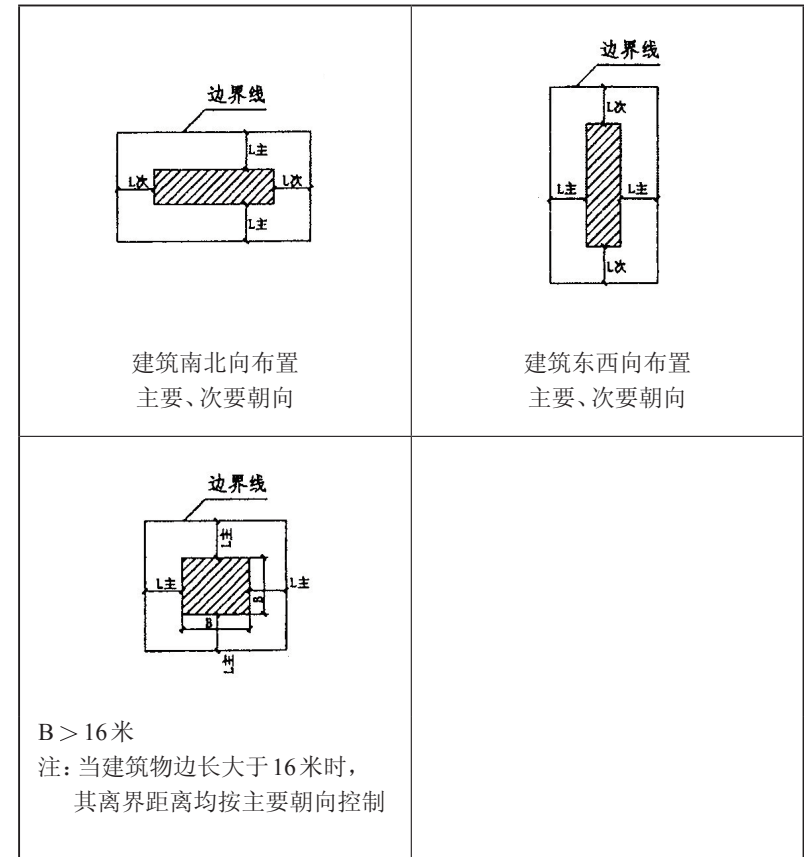 边界线
L主
L次
L次
L主
建筑南北向布置
主要、次要朝向
边界线
L次
L主
L主
L次
建筑东西向布置
主要、次要朝向
边界线
L主
L主
L主
B
B
L主
B＞16米
注：当建筑物边长大于16米时，
其离界距离均按主要朝向控制